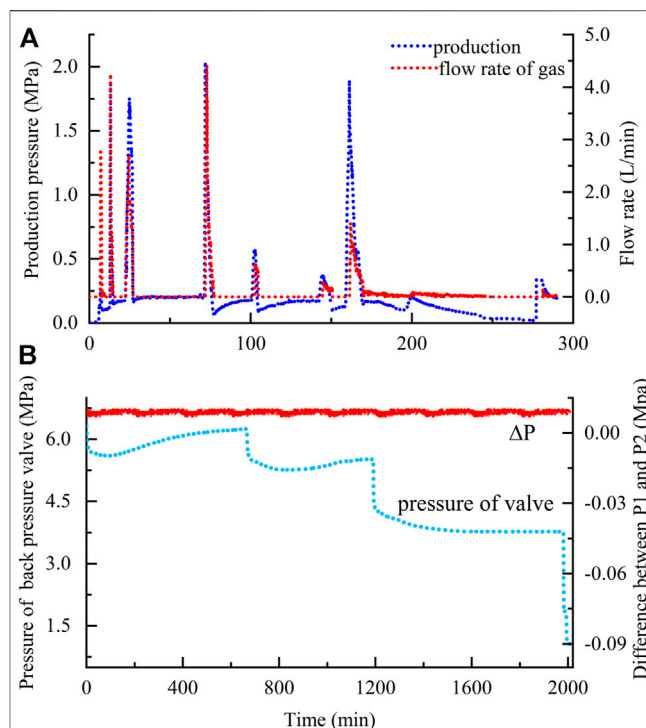 A
production
flow rate of gas
Production pressure (MPa)
2.0
1.5
1.0
0.5
0.0
5.0
4.0
3.0
2.0
1.0
0.0
Flow rate (L/min)
0
100
200
300
B
Pressure of back pressure valve (MPa)
6.0
4.5
3.0
1.5
ΔP
pressure of valve
0.00
-0.03
-0.06
-0.09
Difference between P1 and P2 (Mpa)
0
400
800
1200
1600
2000
Time (min)